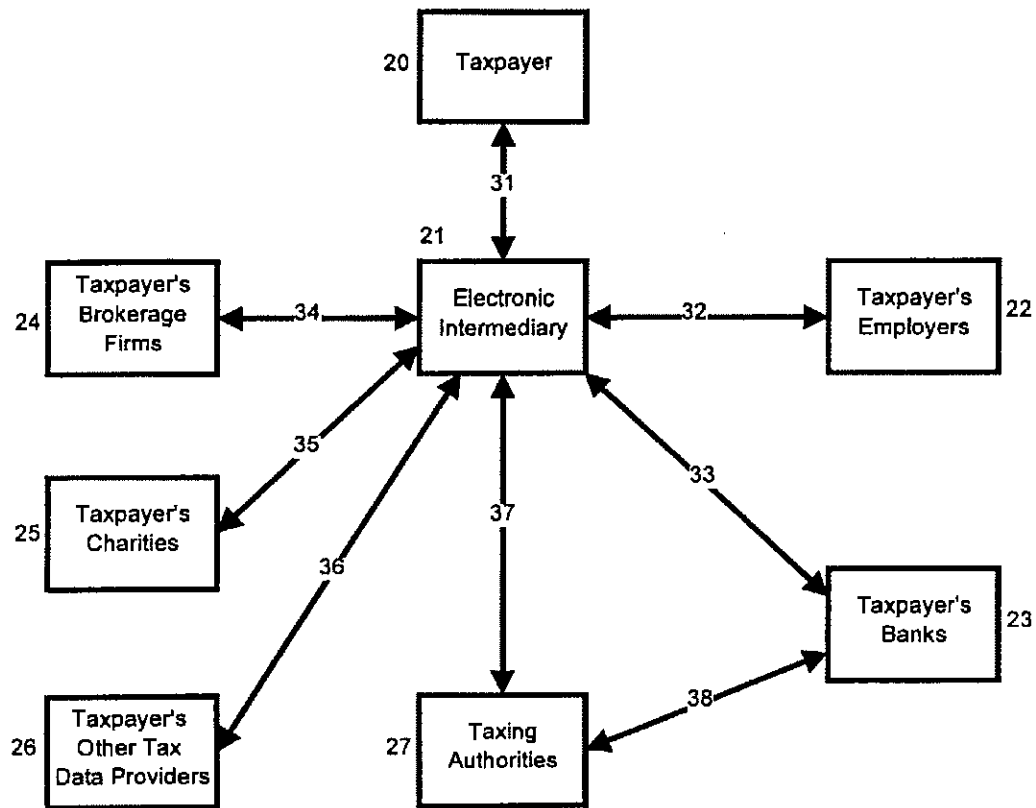 20
Taxpayer
31
21
Electronic
Intermediary
24
Taxpayer's
Brokerage
Firms
34
32
Taxpayer's
Employers
22
35
33
25
Taxpayer's
Charities
37
36
Taxpayer's
Banks
23
38
26
Taxpayer's
Other Tax
Data Providers
27
Taxing
Authorities